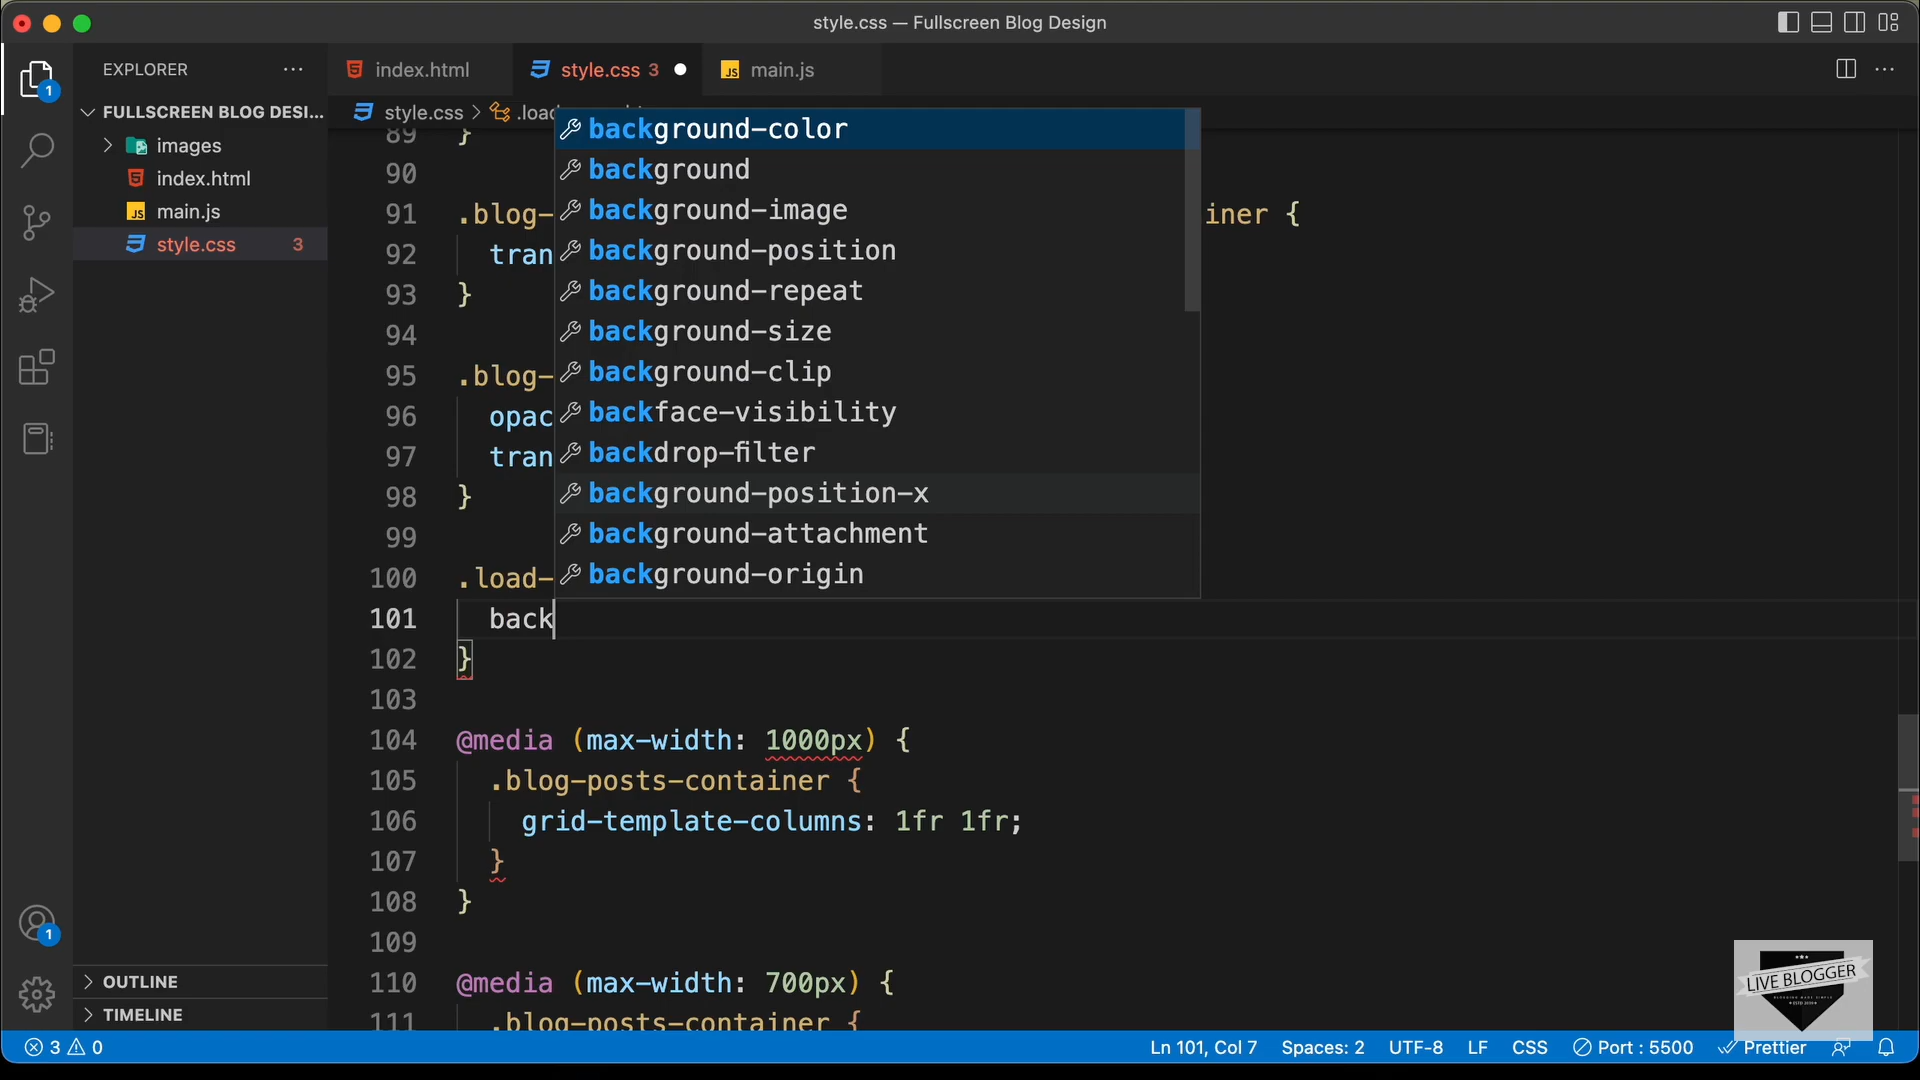 style.css — Fullscreen Blog Design
EXPLORER
index.html
style.css 3
main.js
1
FULLSCREEN BLOG DESI...
style.css > .load
images
index.html
main.js
style.css 3
89 }
90
91 .blog- iner {
92 tran
93 }
94
95 .blog-
96 opac
97 tran
98 }
99
100 .load-
101 back
102 }
103
104 @media (max-width: 1000px) {
105 .blog-posts-container {
106 grid-template-columns: 1fr 1fr;
107 }
108 }
109
110 @media (max-width: 700px) {
111 .blog-posts-container {
background-color
background
background-image
background-position
background-repeat
background-size
background-clip
backface-visibility
backdrop-filter
background-position-x
background-attachment
background-origin
1
OUTLINE
TIMELINE
LIVE BLOGGER
3 0
Ln 101, Col 7
Spaces: 2
UTF-8
LF
CSS
Port : 5500
Prettier